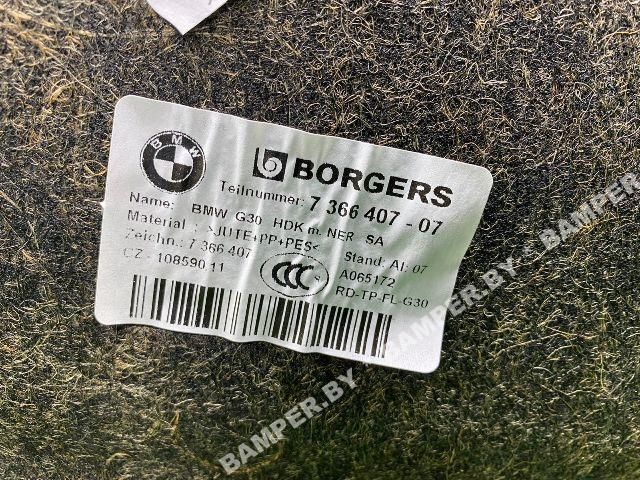 BMW
BORGERS
Teilnummer: 7 366 407 - 07
Name: BMW G30 HDK m. NER SA
Material : >JUTE+PP+PES< Stand: AI: 07
Zeichn.: 7 366 407 A065172
CZ - 108590.11 CCC RD-TP-FL-G30
BAMPER.BY - BAMPER.BY - BAMPER.BY